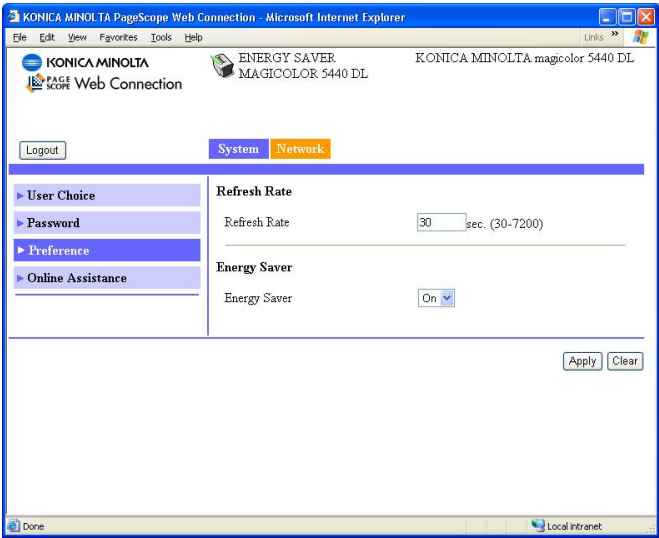 KONICA MINOLTA PageScope Web Connection - Microsoft Internet Explorer
File Edit View Favorites Tools Help Links »
KONICA MINOLTA
PAGE SCOPE Web Connection
ENERGY SAVER
MAGICOLOR 5440 DL
KONICA MINOLTA magicolor 5440 DL
Logout
System Network
User Choice
Password
Preference
Online Assistance
Refresh Rate
Refresh Rate 30 sec. (30-7200)
Energy Saver
Energy Saver On
Apply Clear
Done Local intranet